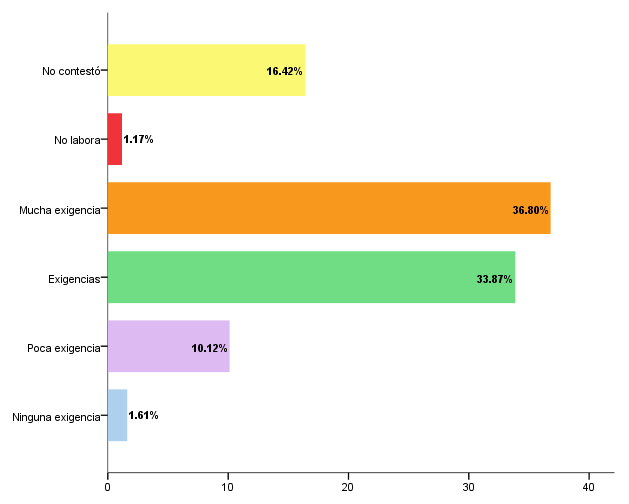 No contestó
16.42%
No labora
1.17%
Mucha exigencia
36.80%
Exigencias
33.87%
Poca exigencia
10.12%
Ninguna exigencia
1.61%
0 10 20 30 40